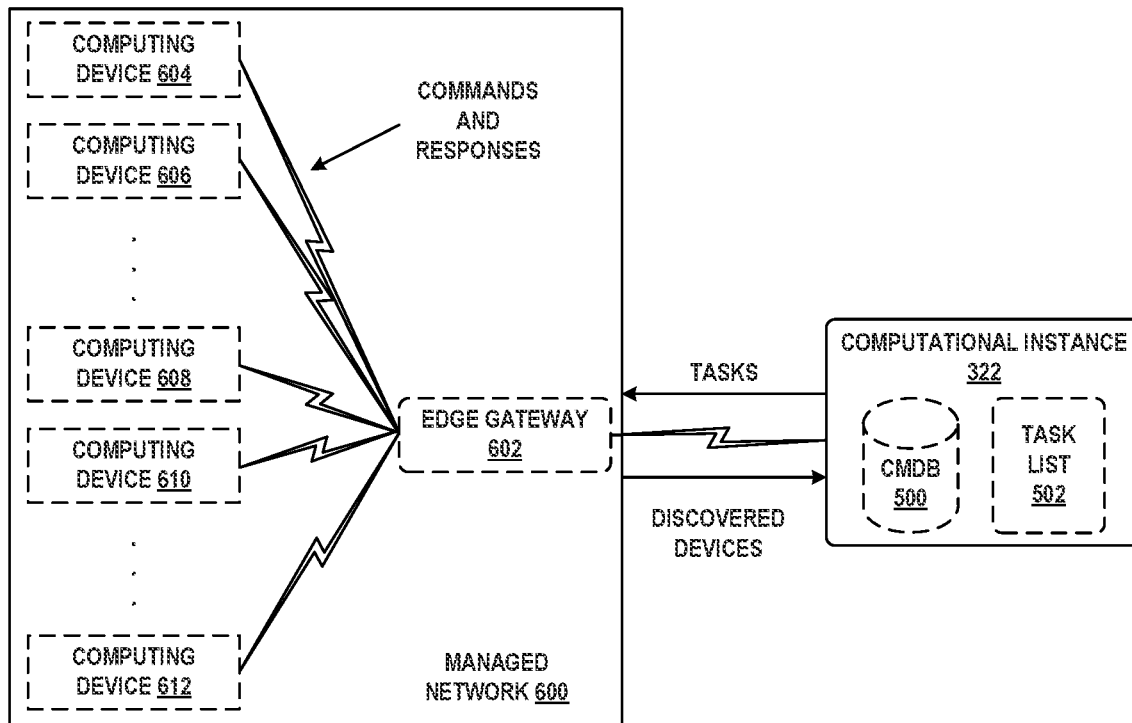 COMPUTING
DEVICE 604
COMPUTING
DEVICE 606
COMPUTING
DEVICE 608
COMPUTING
DEVICE 610
COMPUTING
DEVICE 612
COMMANDS
AND
RESPONSES
EDGE GATEWAY
602
MANAGED
NETWORK 600
TASKS
DISCOVERED
DEVICES
COMPUTATIONAL INSTANCE
322
CMDB
500
TASK
LIST
502